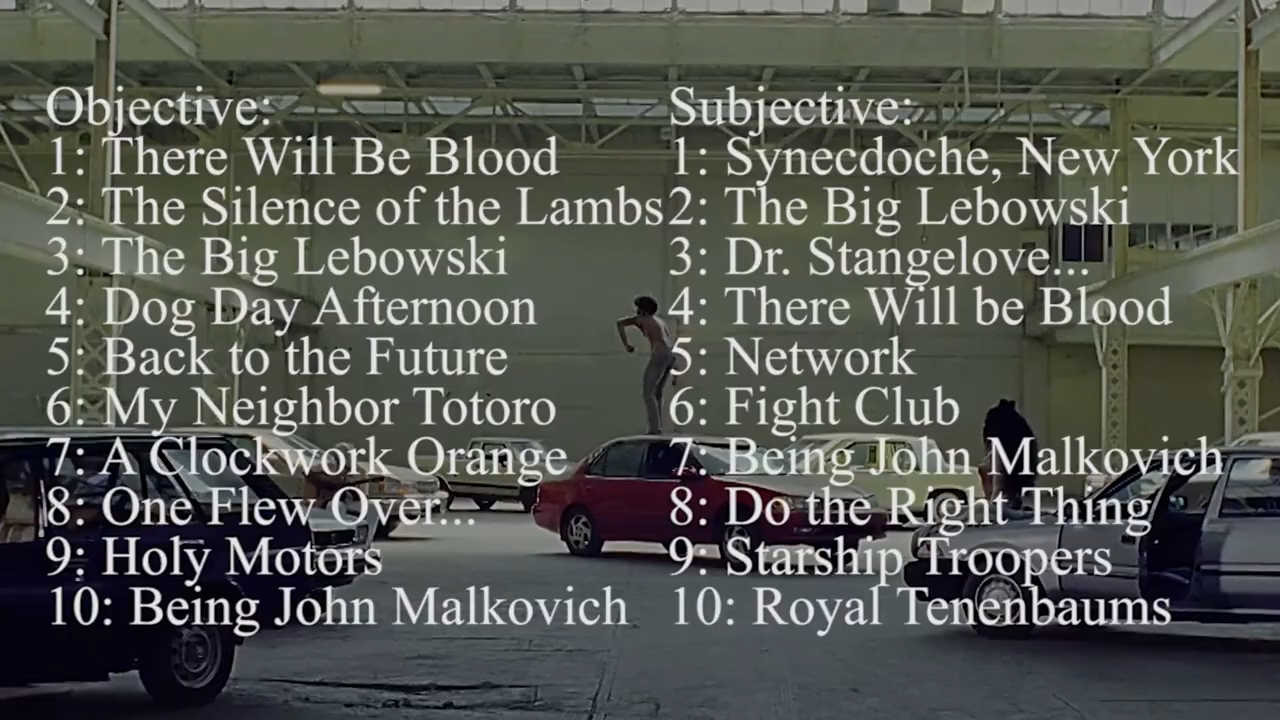 Objective:
1: There Will Be Blood
2: The Silence of the Lambs
3: The Big Lebowski
4: Dog Day Afternoon
5: Back to the Future
6: My Neighbor Totoro
7: A Clockwork Orange
8: One Flew Over...
9: Holy Motors
10: Being John Malkovich
Subjective:
1: Synecdoche, New York
2: The Big Lebowski
3: Dr. Stangelove...
4: There Will be Blood
5: Network
6: Fight Club
7: Being John Malkovich
8: Do the Right Thing
9: Starship Troopers
10: Royal Tenenbaums